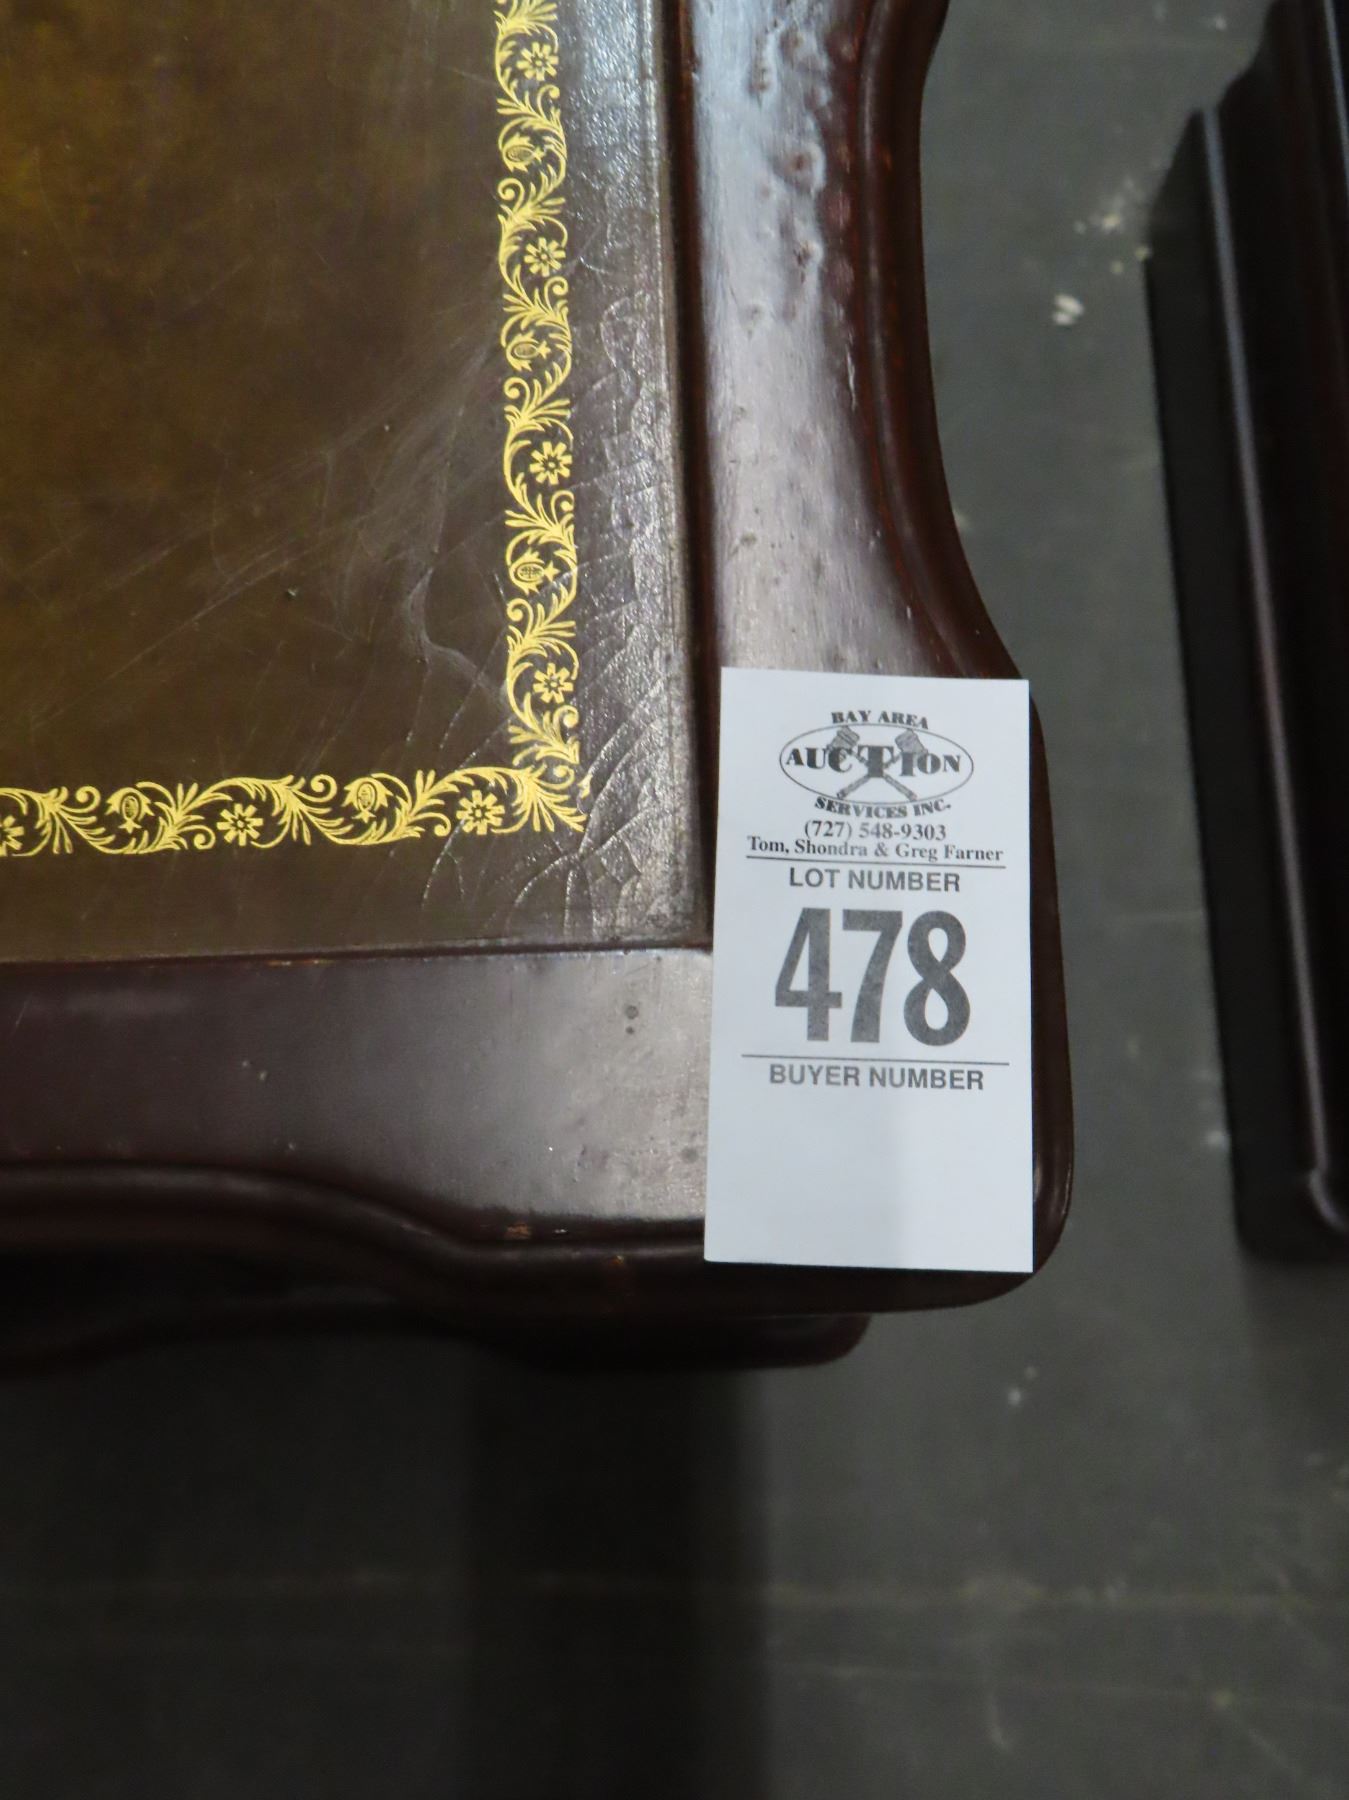 BAY AREA
AUCTION
SERVICES INC.
(727) 548-9303
Tom, Shondra & Greg Farner
LOT NUMBER
478
BUYER NUMBER